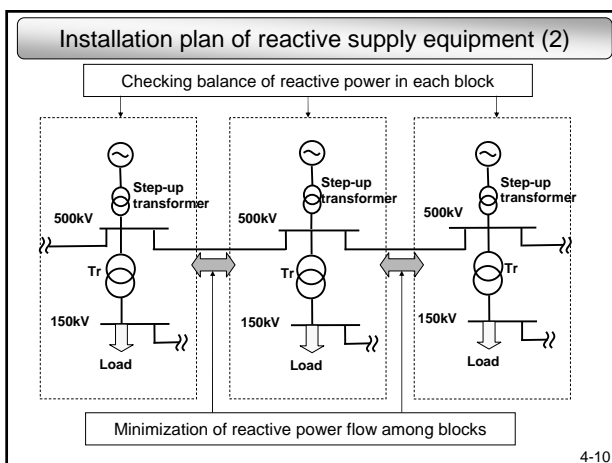 Installation plan of reactive supply equipment (2)
Checking balance of reactive power in each block
Step-up
transformer
500kV
Tr
150kV
Load
Step-up
transformer
500kV
Tr
150kV
Load
Step-up
transformer
500kV
Tr
150kV
Load
Minimization of reactive power flow among blocks
4-10